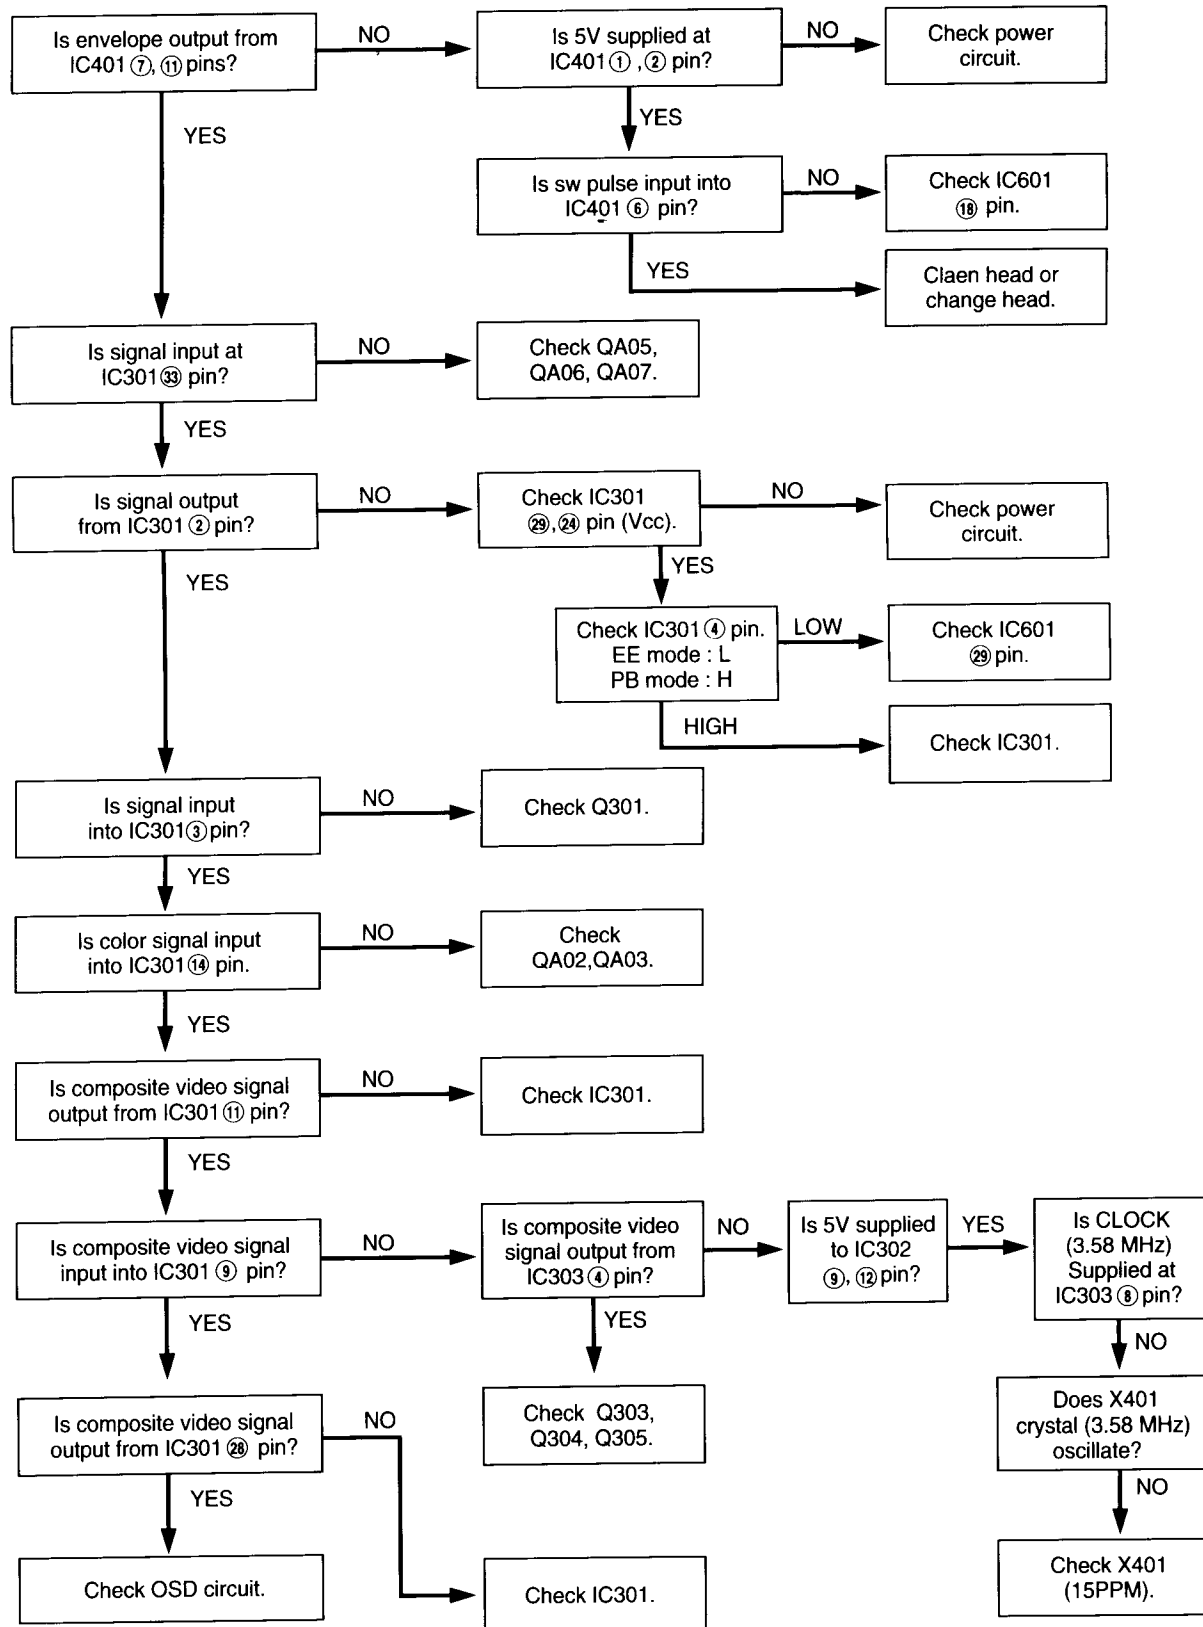 Is envelope output from
IC401 ⑦, ⑪ pins?
NO
Is 5V supplied at
IC401 ① , ② pin?
NO
Check power
circuit.
YES
YES
Is sw pulse input into
IC401 ⑥ pin?
NO
Check IC601
⑱ pin.
YES
Claen head or
change head.
Is signal input at
IC301 ㉝ pin?
NO
Check QA05,
QA06, QA07.
YES
Is signal output
from IC301 ② pin?
NO
Check IC301
㉙, ㉔ pin (Vcc).
NO
Check power
circuit.
YES
YES
Check IC301 ④ pin.
EE mode : L
PB mode : H
LOW
Check IC601
㉙ pin.
HIGH
Check IC301.
Is signal input
into IC301 ③ pin?
NO
Check Q301.
YES
Is color signal input
into IC301 ⑭ pin.
NO
Check
QA02,QA03.
YES
Is composite video signal
output from IC301 ⑪ pin?
NO
Check IC301.
YES
Is composite video signal
input into IC301 ⑨ pin?
NO
Is composite video
signal output from
IC303 ④ pin?
NO
Is 5V supplied
to IC302
⑨, ⑫ pin?
YES
Is CLOCK
(3.58 MHz)
Supplied at
IC303 ⑧ pin?
YES
YES
NO
Is composite video signal
output from IC301 ㉘ pin?
NO
Check Q303,
Q304, Q305.
Does X401
crystal (3.58 MHz)
oscillate?
YES
NO
Check OSD circuit.
Check IC301.
Check X401
(15PPM).